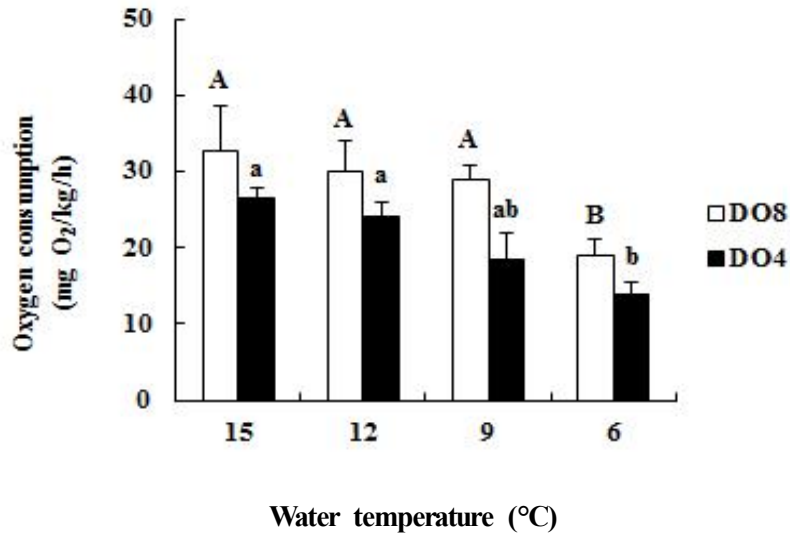 50
40
30
20
10
0
Oxygen consumption
(mg O₂/kg/h)
A
a
A
a
A
ab
B
b
DO8
DO4
15 12 9 6
Water temperature (°C)